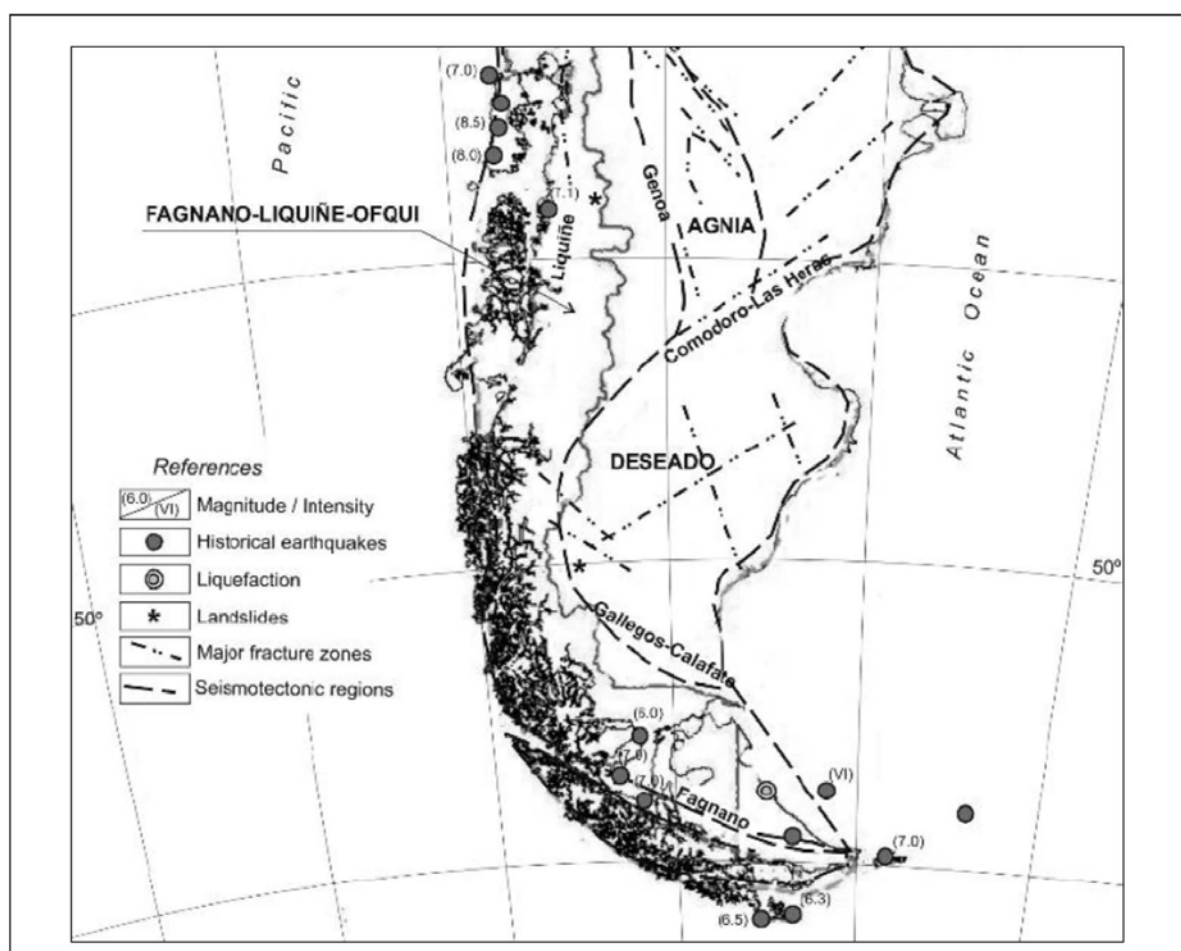 (7.0)
(8.5)
(8.0)
(7.1)
Pacific
FAGNANO-LIQUIÑE-OFQUI
Liquiñe
Genoa
AGNIA
Comodoro-Las Heras
Atlantic Ocean
DESEADO
References
(6.0) (VI) Magnitude / Intensity
Historical earthquakes
Liquefaction
Landslides
Major fracture zones
Seismotectonic regions
50º
50º
Gallegos-Calafate
(6.0)
(7.0)
(7.0)
Fagnano
(VI)
(7.0)
(6.3)
(6.5)